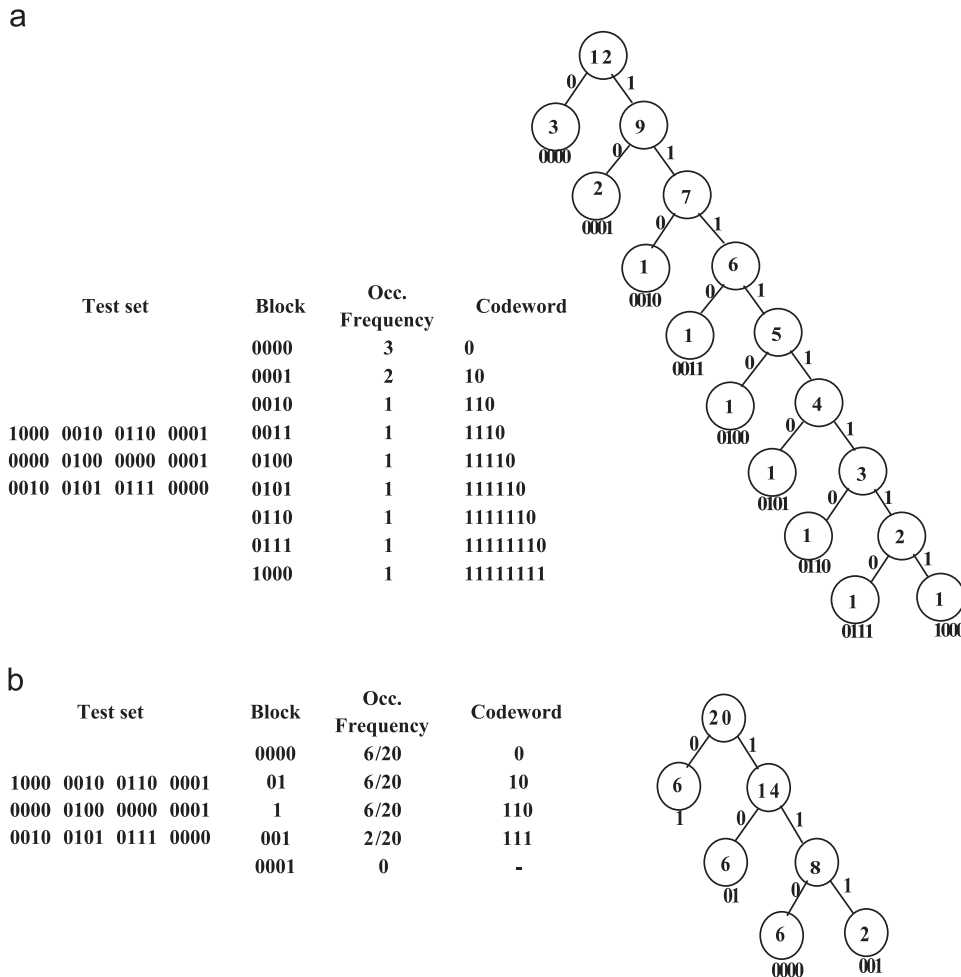 a
12
0 1
3 9
0000
0 1
2 7
0001
0 1
1 6
0010
0 1
1 5
0011
0 1
1 4
0100
0 1
1 3
0101
0 1
1 2
0110
0 1
1 1
0111 1000
Test set Block Occ. Frequency Codeword
0000 3 0
0001 2 10
0010 1 110
1000 0010 0110 0001 0011 1 1110
0000 0100 0000 0001 0100 1 11110
0010 0101 0111 0000 0101 1 111110
0110 1 1111110
0111 1 11111110
1000 1 11111111
b
Test set Block Occ. Frequency Codeword
0000 6/20 0
1000 0010 0110 0001 01 6/20 10
0000 0100 0000 0001 1 6/20 110
0010 0101 0111 0000 001 2/20 111
0001 0 -
20
0 1
6 14
1
0 1
6 8
01
0 1
6 2
0000 001